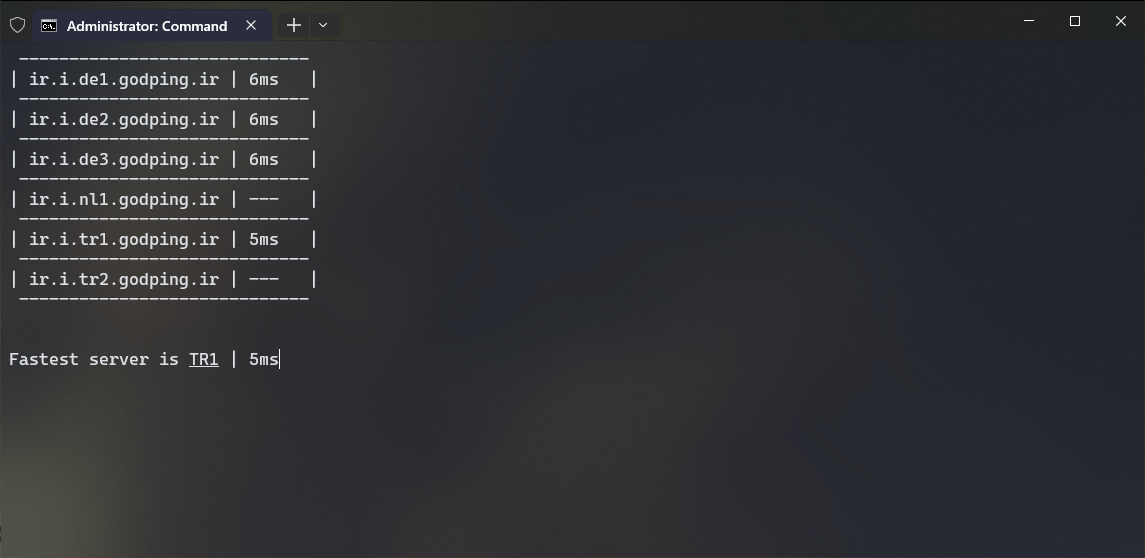 Administrator: Command
-----------------------------
| ir.i.de1.godping.ir | 6ms   |
-----------------------------
| ir.i.de2.godping.ir | 6ms   |
-----------------------------
| ir.i.de3.godping.ir | 6ms   |
-----------------------------
| ir.i.nl1.godping.ir | ---   |
-----------------------------
| ir.i.tr1.godping.ir | 5ms   |
-----------------------------
| ir.i.tr2.godping.ir | ---   |
-----------------------------
Fastest server is TR1 | 5ms